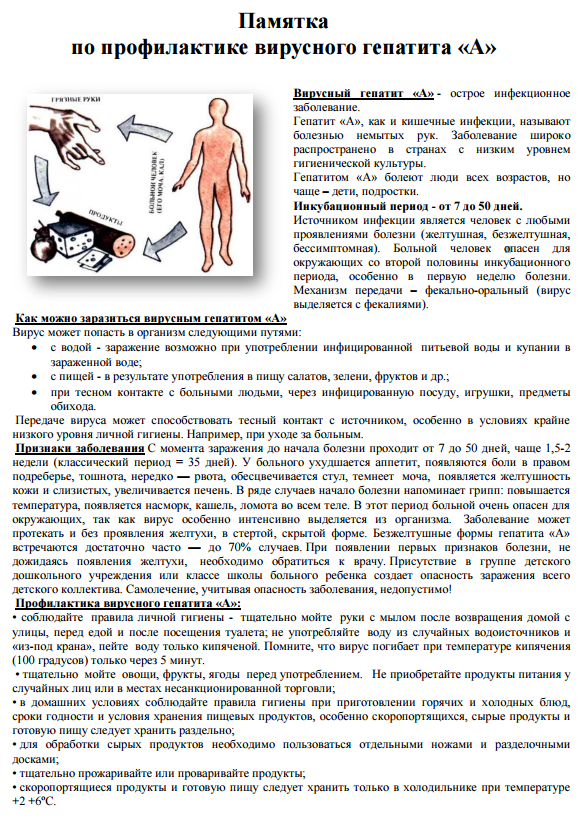 Памятка
по профилактике вирусного гепатита «А»
ГРЯЗНЫЕ РУКИ
БОЛЬНОЙ ЧЕЛОВЕК
(ЕГО МОЧА, КАЛ)
ПРОДУКТЫ
Вирусный гепатит «А» - острое инфекционное
заболевание.
Гепатит «А», как и кишечные инфекции, называют
болезнью немытых рук. Заболевание широко
распространено в странах с низким уровнем
гигиенической культуры.
Гепатитом «А» болеют люди всех возрастов, но
чаще – дети, подростки.
Инкубационный период - от 7 до 50 дней.
Источником инфекции является человек с любыми
проявлениями болезни (желтушная, безжелтушная,
бессимптомная). Больной человек опасен для
окружающих со второй половины инкубационного
периода, особенно в первую неделю болезни.
Механизм передачи – фекально-оральный (вирус
выделяется с фекалиями).
Как можно заразиться вирусным гепатитом «А»
Вирус может попасть в организм следующими путями:
• с водой - заражение возможно при употреблении инфицированной питьевой воды и купании в
зараженной воде;
• с пищей - в результате употребления в пищу салатов, зелени, фруктов и др.;
• при тесном контакте с больными людьми, через инфицированную посуду, игрушки, предметы
обихода.
Передаче вируса может способствовать тесный контакт с источником, особенно в условиях крайне
низкого уровня личной гигиены. Например, при уходе за больным.
Признаки заболевания С момента заражения до начала болезни проходит от 7 до 50 дней, чаще 1,5-2
недели (классический период = 35 дней). У больного ухудшается аппетит, появляются боли в правом
подреберье, тошнота, нередко — рвота, обесцвечивается стул, темнеет моча, появляется желтушность
кожи и слизистых, увеличивается печень. В ряде случаев начало болезни напоминает грипп: повышается
температура, появляется насморк, кашель, ломота во всем теле. В этот период больной очень опасен для
окружающих, так как вирус особенно интенсивно выделяется из организма. Заболевание может
протекать и без проявления желтухи, в стертой, скрытой форме. Безжелтушные формы гепатита «А»
встречаются достаточно часто — до 70% случаев. При появлении первых признаков болезни, не
дожидаясь появления желтухи, необходимо обратиться к врачу. Присутствие в группе детского
дошкольного учреждения или классе школы больного ребенка создает опасность заражения всего
детского коллектива. Самолечение, учитывая опасность заболевания, недопустимо!
Профилактика вирусного гепатита «А»:
• соблюдайте правила личной гигиены - тщательно мойте руки с мылом после возвращения домой с
улицы, перед едой и после посещения туалета; не употребляйте воду из случайных водоисточников и
«из-под крана», пейте воду только кипяченой. Помните, что вирус погибает при температуре кипячения
(100 градусов) только через 5 минут.
• тщательно мойте овощи, фрукты, ягоды перед употреблением. Не приобретайте продукты питания у
случайных лиц или в местах несанкционированной торговли;
• в домашних условиях соблюдайте правила гигиены при приготовлении горячих и холодных блюд,
сроки годности и условия хранения пищевых продуктов, особенно скоропортящихся, сырые продукты и
готовую пищу следует хранить раздельно;
• для обработки сырых продуктов необходимо пользоваться отдельными ножами и разделочными
досками;
• тщательно прожаривайте или проваривайте продукты;
• скоропортящиеся продукты и готовую пищу следует хранить только в холодильнике при температуре
+2 +6ºС.